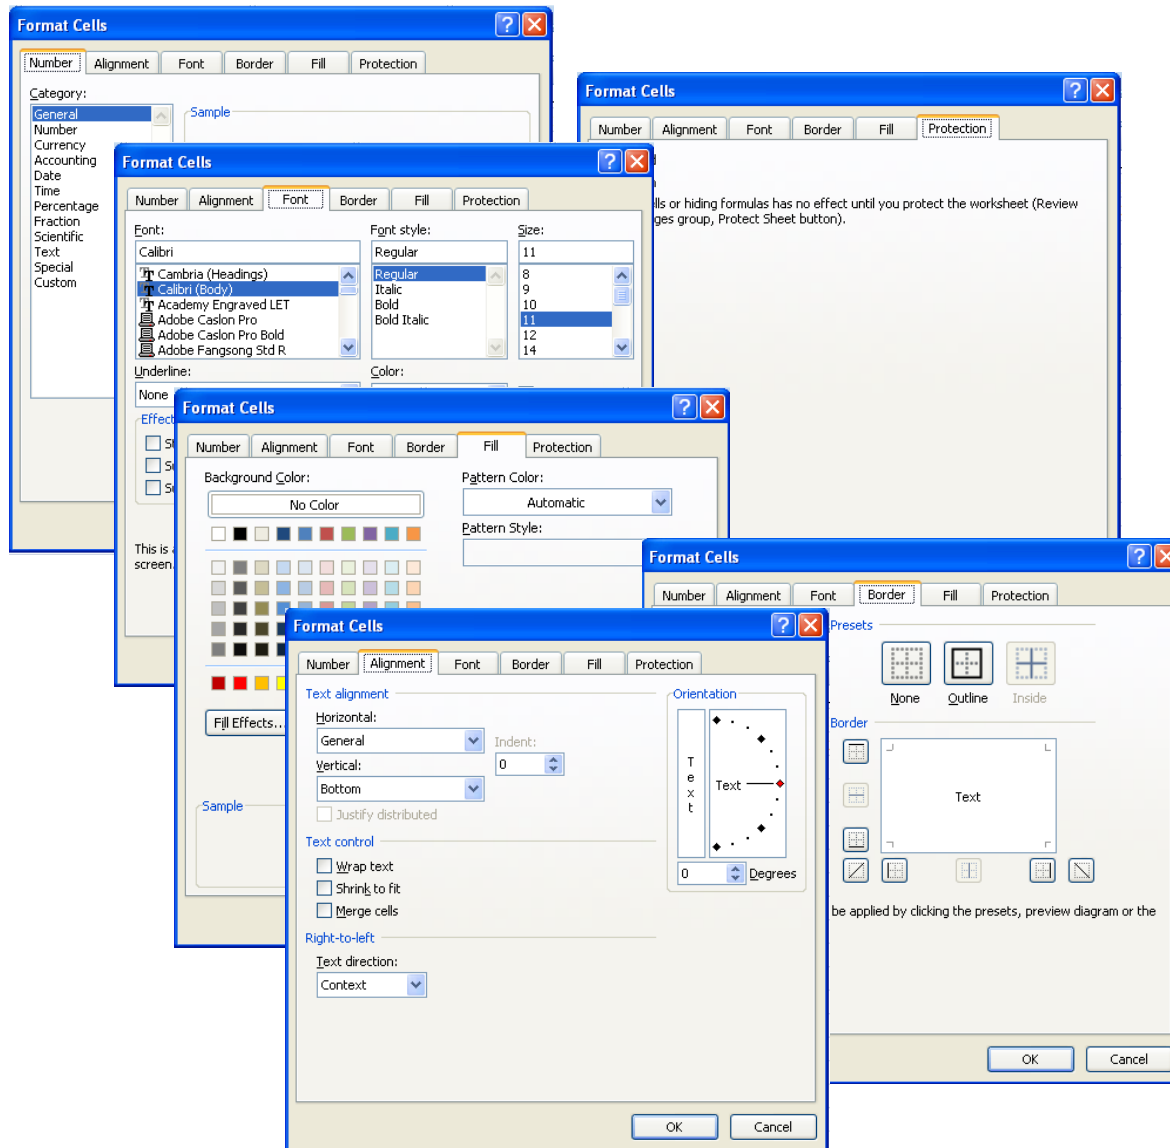 Format Cells
Number Alignment Font Border Fill Protection
Category:
General
Number
Currency
Accounting
Date
Time
Percentage
Fraction
Scientific
Text
Special
Custom
Sample
Format Cells
Number Alignment Font Border Fill Protection
lls or hiding formulas has no effect until you protect the worksheet (Review
ges group, Protect Sheet button).
Format Cells
Number Alignment Font Border Fill Protection
Font: Font style: Size:
Calibri Regular 11
Cambria (Headings) Regular 8
Calibri (Body) Italic 9
Academy Engraved LET Bold 10
Adobe Caslon Pro Bold Italic 11
Adobe Caslon Pro Bold 12
Adobe Fangsong Std R 14
Underline: Color:
None
Effect
This is
screen.
Format Cells
Number Alignment Font Border Fill Protection
Background Color: Pattern Color:
No Color Automatic
Pattern Style:
Fill Effects...
Sample
Format Cells
Number Alignment Font Border Fill Protection
Presets
None Outline Inside
Border
Text
be applied by clicking the presets, preview diagram or the
OK Cancel
Format Cells
Number Alignment Font Border Fill Protection
Text alignment Orientation
Horizontal:
General Indent:
Vertical: 0
Bottom
Justify distributed
Text
Text
0 Degrees
Text control
Wrap text
Shrink to fit
Merge cells
Right-to-left
Text direction:
Context
OK Cancel